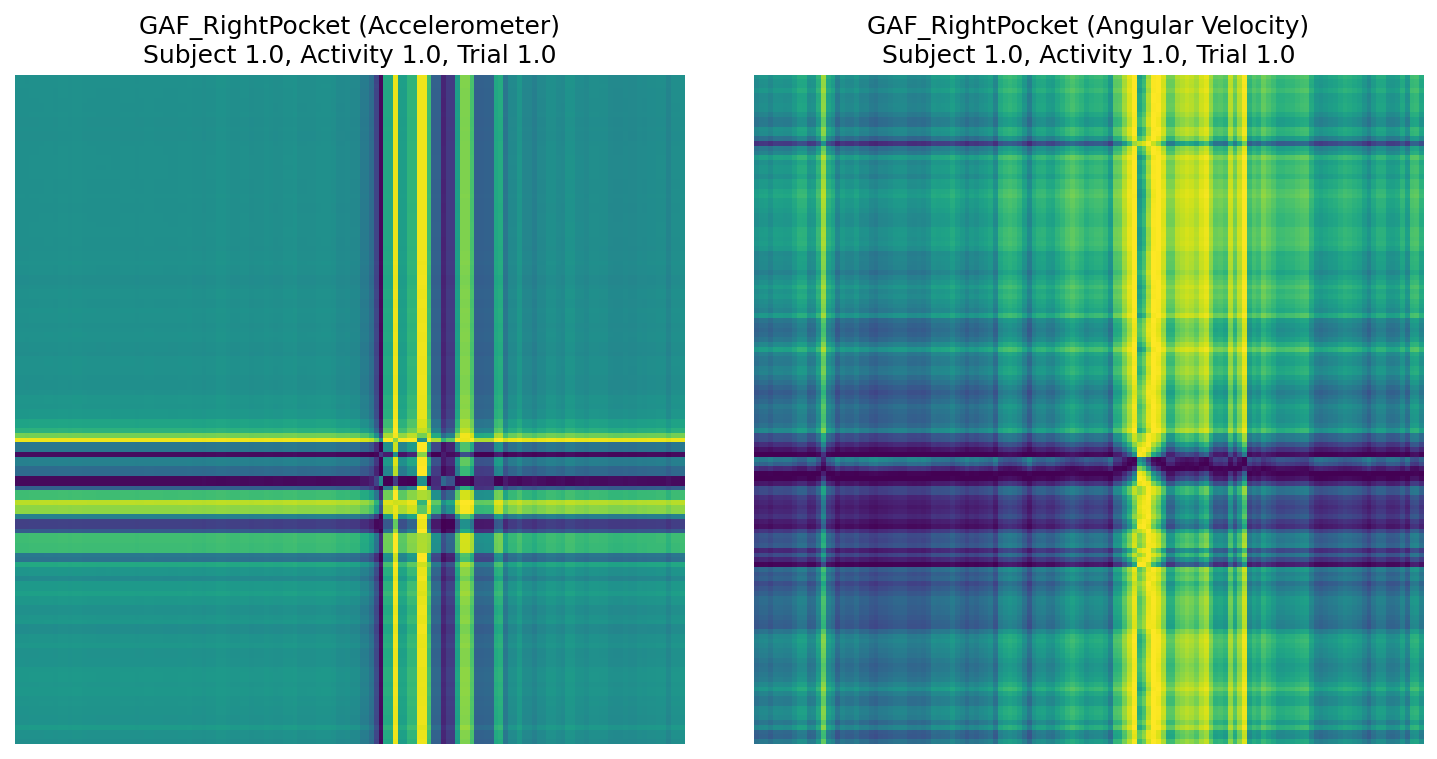 GAF_RightPocket (Accelerometer)
Subject 1.0, Activity 1.0, Trial 1.0
GAF_RightPocket (Angular Velocity)
Subject 1.0, Activity 1.0, Trial 1.0